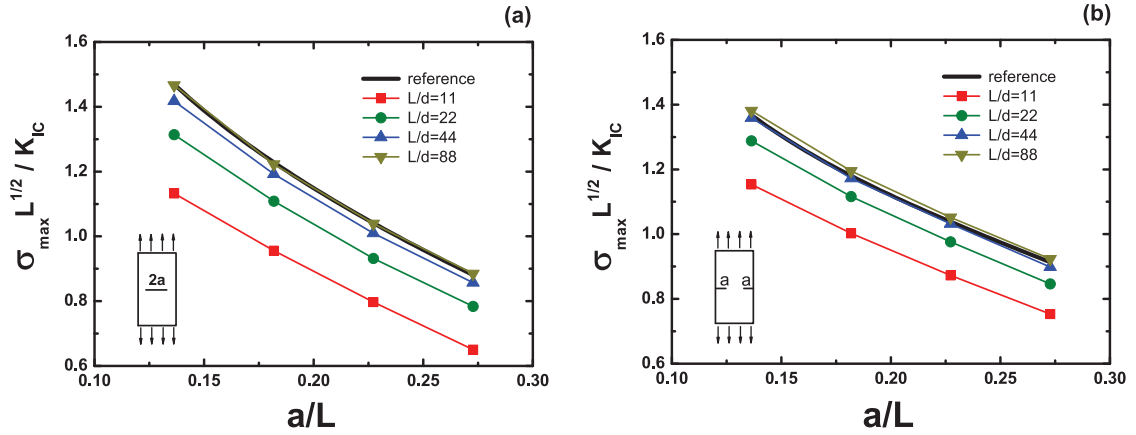 (a)
1.6
1.4
1.2
1.0
0.8
0.6
σmax L1/2 / KIC
reference
L/d=11
L/d=22
L/d=44
L/d=88
2a
0.10 0.15 0.20 0.25 0.30
a/L
(b)
1.6
1.4
1.2
1.0
0.8
0.6
σmax L1/2 / KIC
reference
L/d=11
L/d=22
L/d=44
L/d=88
a a
0.10 0.15 0.20 0.25 0.30
a/L